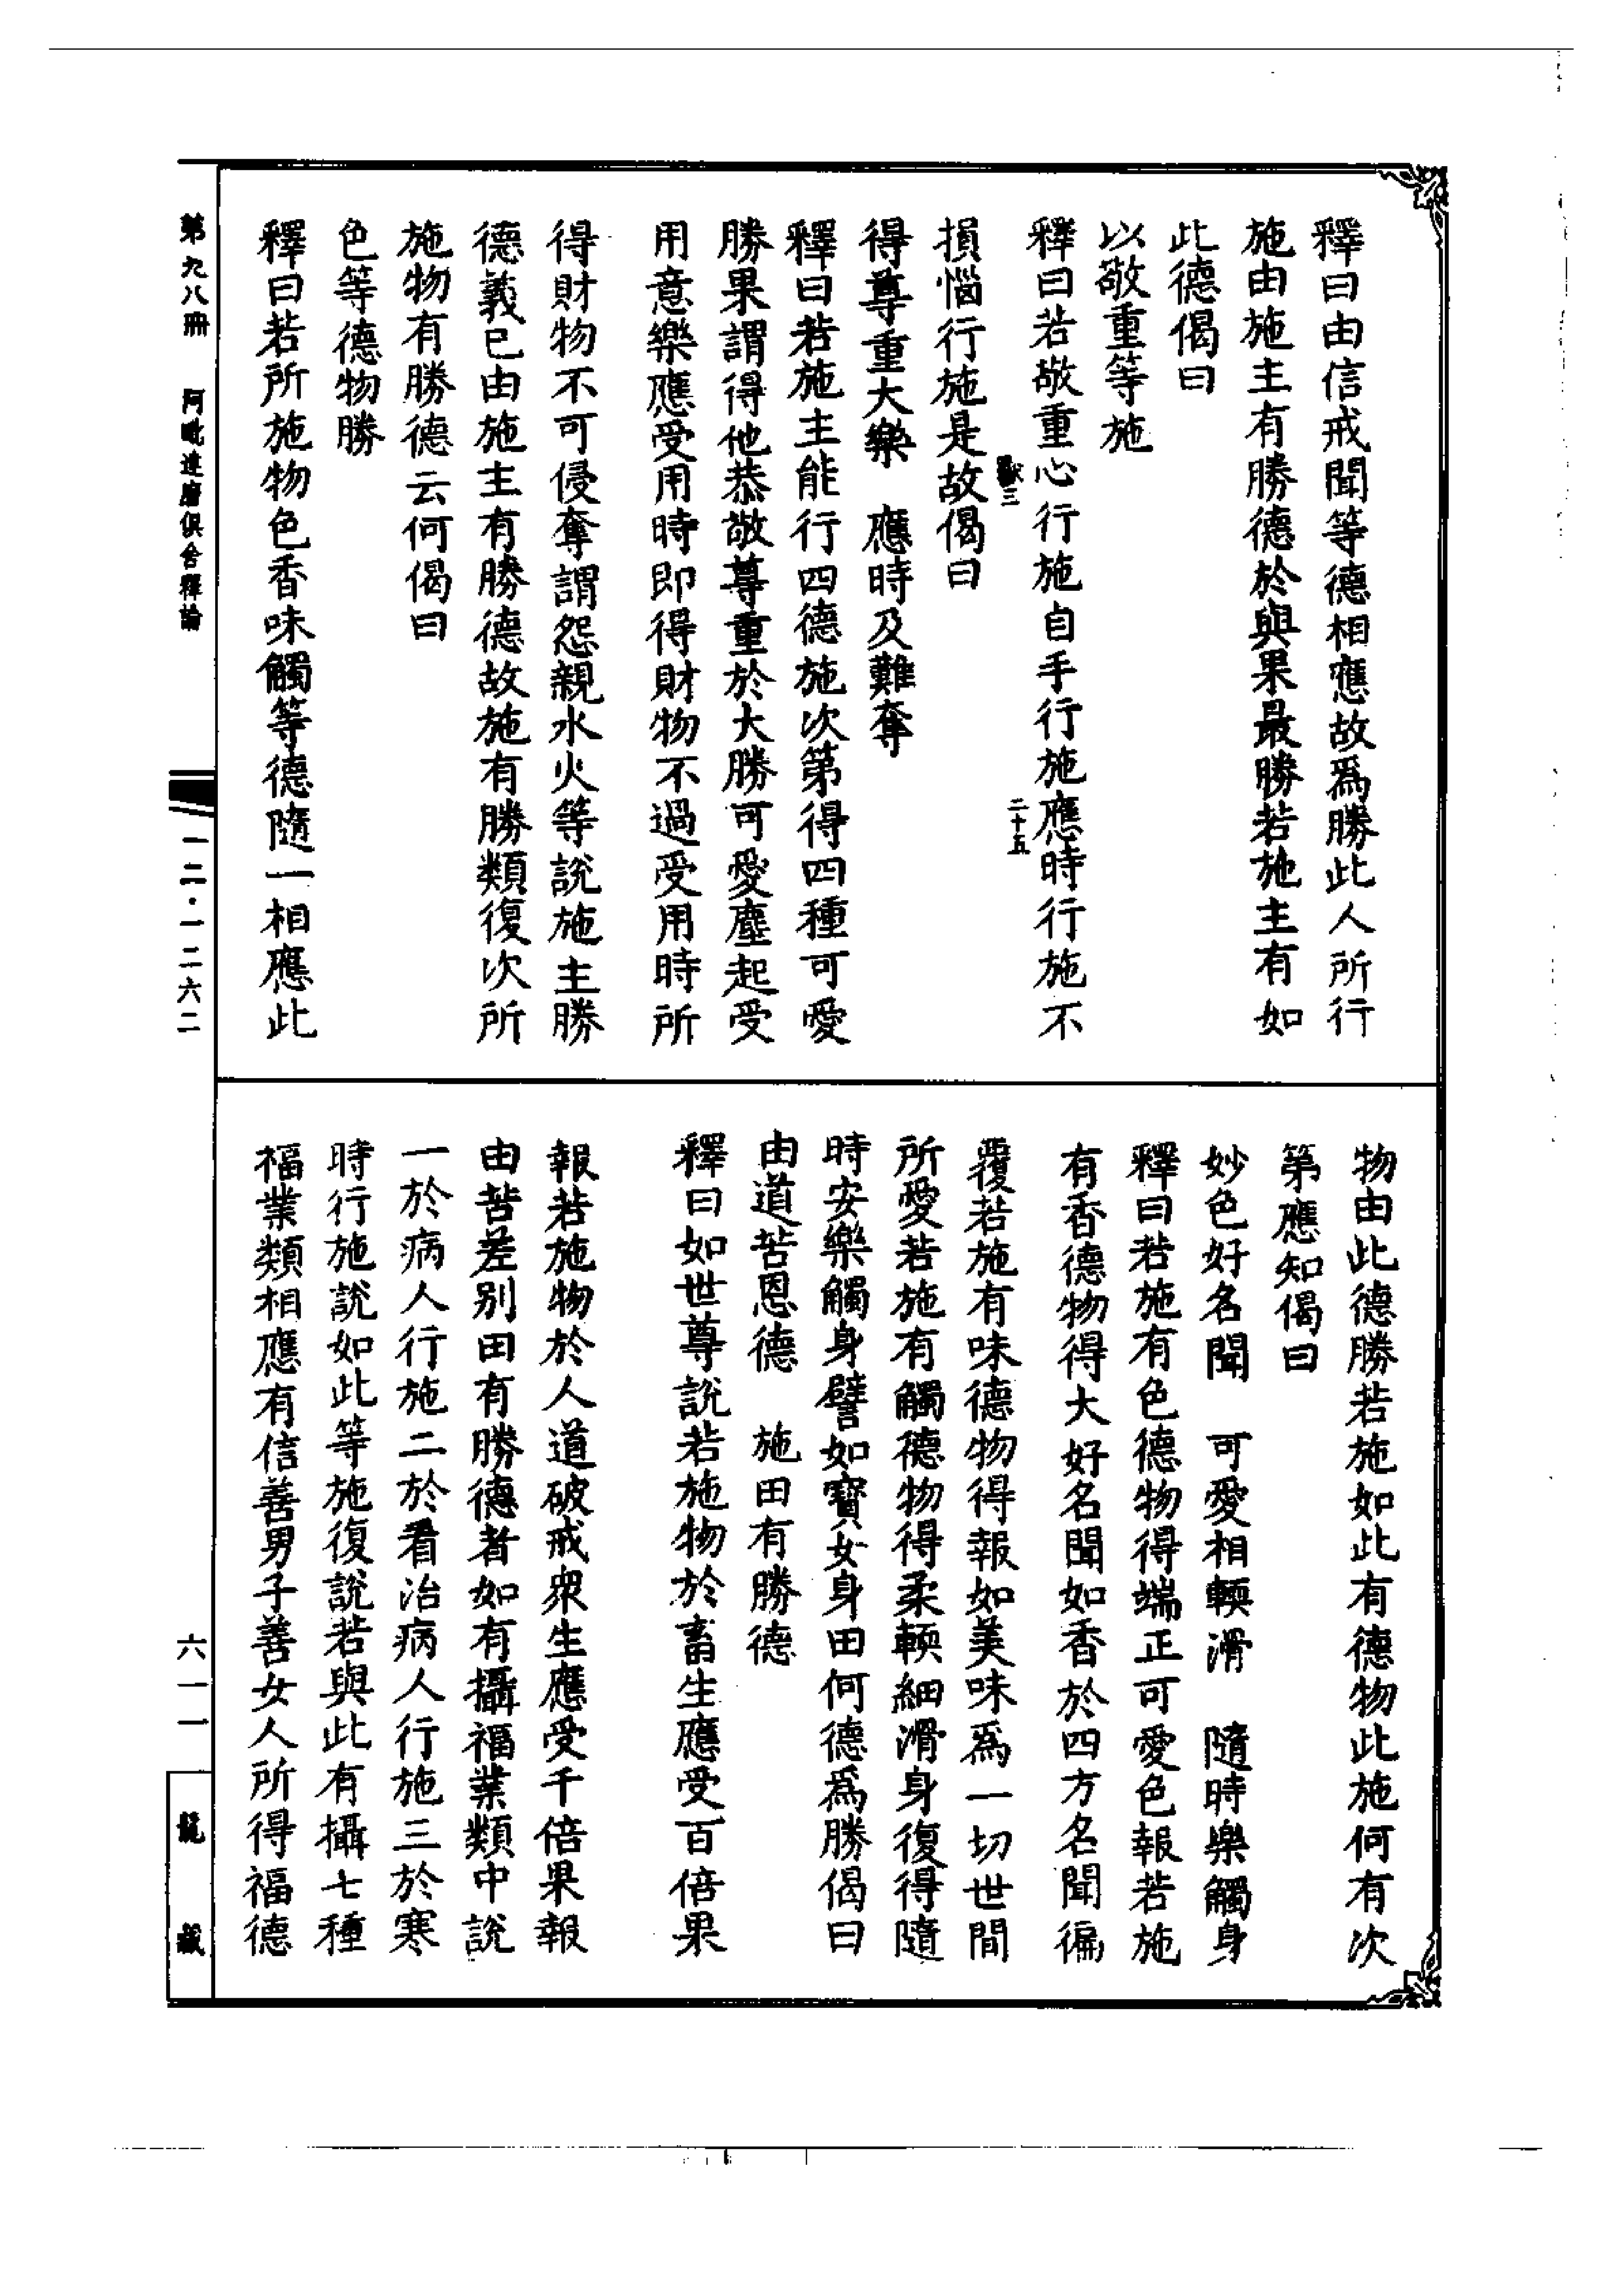 釋曰由信戒聞等德相應故爲勝此人所行
施由施主有勝德於與果最勝若施主有如
此德偈曰
以敬重等施
釋曰若敬重心行施自手行施應時行施不
二十五
損惱行施是故偈曰
得尊重大樂　應時及難奪
釋曰若施主能行四德施次第得四種可愛
勝果謂得他恭敬尊重於大勝可愛塵起受
用意樂應受用時即得財物不過受用時所
得財物不可侵奪謂怨親水火等說施主勝
德義已由施主有勝德故施有勝類復次所
施物有勝德云何偈曰
色等德物勝
釋曰若所施物色香味觸等德隨一相應此
物由此德勝若施如此有德物此施何有次
第應知偈曰
妙色好名聞　可愛相輭滑　隨時樂觸身
釋曰若施有色德物得端正可愛色報若施
有香德物得大好名聞如香於四方名聞徧
覆若施有味德物得報如美味爲一切世間
所愛若施有觸德物得柔輭細滑身復得隨
時安樂觸身譬如寶女身田何德爲勝偈曰
由道苦恩德　施田有勝德
釋曰如世尊說若施物於畜生應受百倍果
報若施物於人道破戒衆生應受千倍果報
由苦差别田有勝德者如有攝福業類中說
一於病人行施二於看治病人行施三於寒
時行施說如此等施復說若與此有攝七種
福業類相應有信善男子善女人所得福德
第九八冊　阿毗達磨俱舍釋論
一二·一二六二
六一一
龍藏